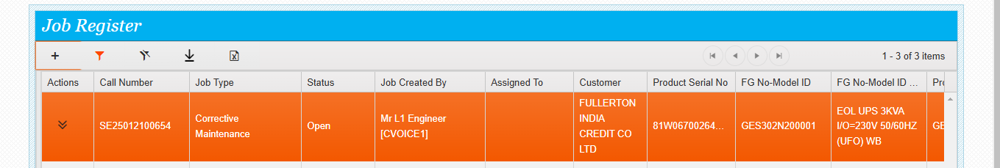 Job Register
+
1 - 3 of 3 items
Actions Call Number Job Type Status Job Created By Assigned To Customer Product Serial No FG No-Model ID FG No-Model ID ... Pro
SE25012100654
Corrective
Maintenance
Open
Mr L1 Engineer
[CVOICE1]
FULLERTON
INDIA
CREDIT CO
LTD
81W06700264...
GES302N200001
EOL UPS 3KVA
I/O=230V 50/60HZ
(UFO) WB
GE